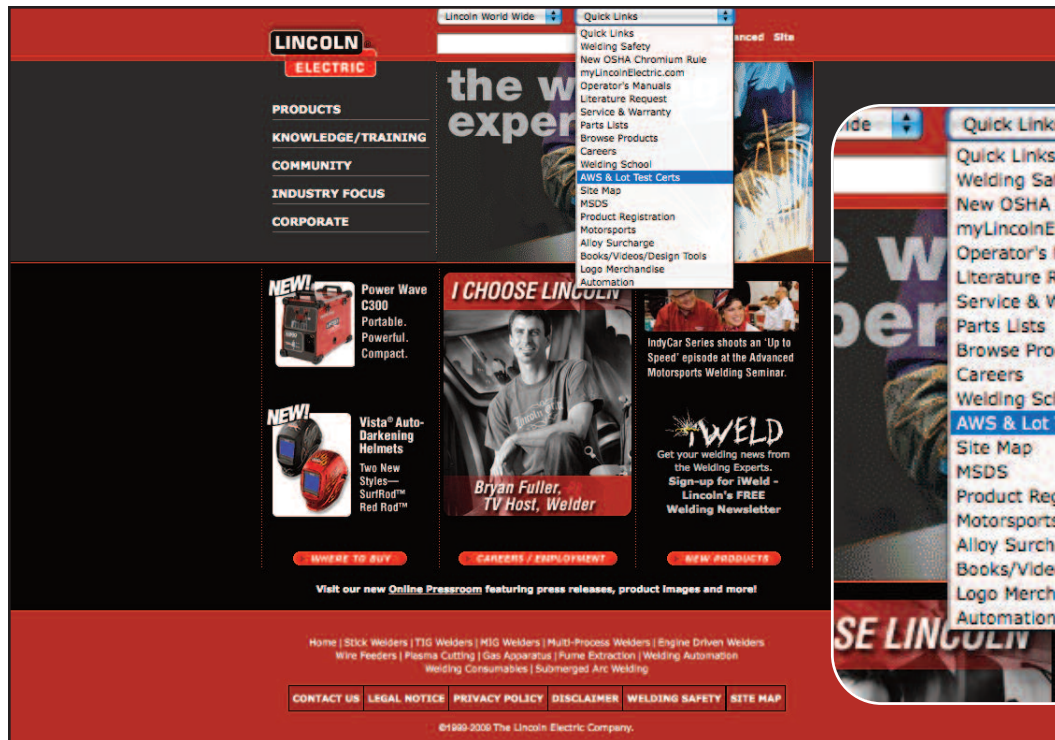 Lincoln World Wide
Quick Links
LINCOLN
ELECTRIC
anced Site
Quick Links
Welding Safety
New OSHA Chromium Rule
myLincolnElectric.com
Operator's Manuals
Literature Request
Service & Warranty
Parts Lists
Browse Products
Careers
Welding School
AWS & Lot Test Certs
Site Map
MSDS
Product Registration
Motorsports
Alloy Surcharge
Books/Videos/Design Tools
Logo Merchandise
Automation
the w
exper
PRODUCTS
KNOWLEDGE/TRAINING
COMMUNITY
INDUSTRY FOCUS
CORPORATE
NEW!
Power Wave
C300
Portable.
Powerful.
Compact.
NEW!
Vista® Auto-
Darkening
Helmets
Two New
Styles—
SurfRod™
Red Rod™
I CHOOSE LINCOLN
Bryan Fuller,
TV Host, Welder
IndyCar Series shoots an 'Up to
Speed' episode at the Advanced
Motorsports Welding Seminar.
iWELD
Get your welding news from
the Welding Experts.
Sign-up for iWeld -
Lincoln's FREE
Welding Newsletter
WHERE TO BUY
CAREERS / EMPLOYMENT
NEW PRODUCTS
Visit our new Online Pressroom featuring press releases, product images and more!
Home | Stick Welders | TIG Welders | MIG Welders | Multi-Process Welders | Engine Driven Welders
Wire Feeders | Plasma Cutting | Gas Apparatus | Fume Extraction | Welding Automation
Welding Consumables | Submerged Arc Welding
CONTACT US LEGAL NOTICE PRIVACY POLICY DISCLAIMER WELDING SAFETY SITE MAP
©1999-2009 The Lincoln Electric Company.
ide
Quick Link
Quick Links
Welding Saf
New OSHA
myLincolnE
Operator's
Literature R
Service & W
Parts Lists
Browse Pro
Careers
Welding Sch
AWS & Lot
Site Map
MSDS
Product Reg
Motorsports
Alloy Surch
Books/Vide
Logo Merch
Automation
e w
per
SE LINCOLN